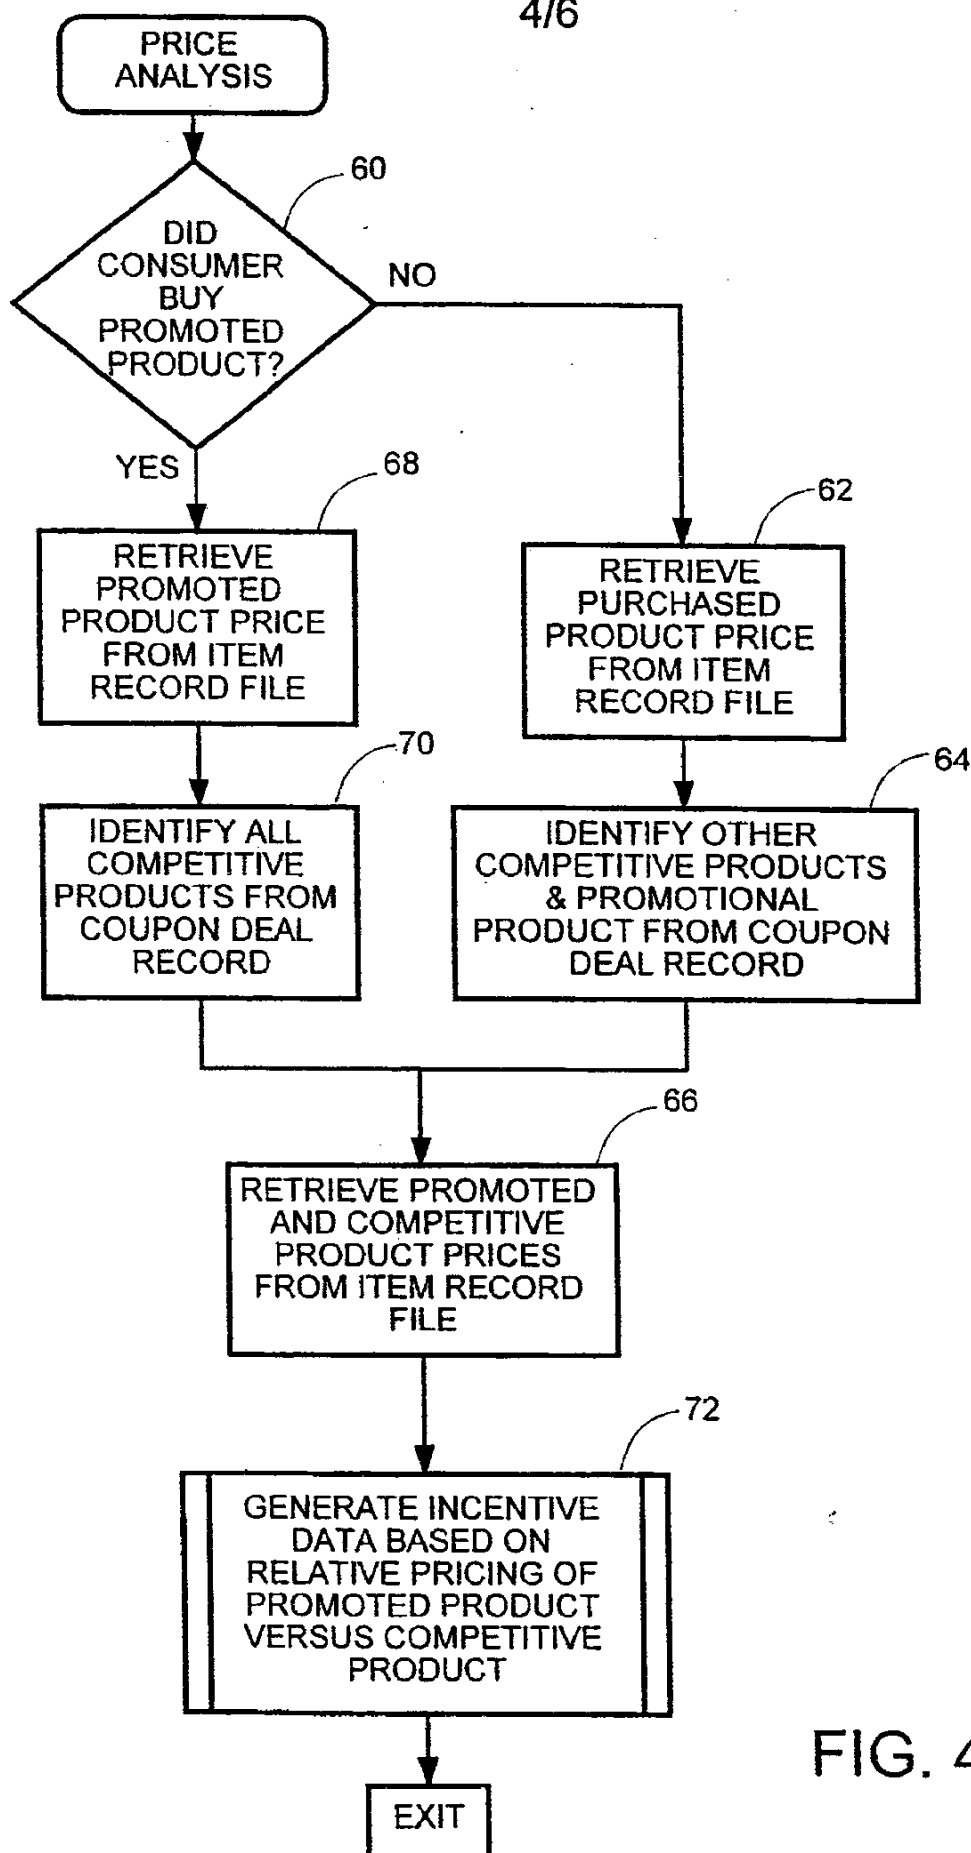 4/6
PRICE
ANALYSIS
60
DID
CONSUMER
BUY
PROMOTED
PRODUCT?
NO
YES
68
RETRIEVE
PROMOTED
PRODUCT PRICE
FROM ITEM
RECORD FILE
62
RETRIEVE
PURCHASED
PRODUCT PRICE
FROM ITEM
RECORD FILE
70
IDENTIFY ALL
COMPETITIVE
PRODUCTS FROM
COUPON DEAL
RECORD
64
IDENTIFY OTHER
COMPETITIVE PRODUCTS
& PROMOTIONAL
PRODUCT FROM COUPON
DEAL RECORD
66
RETRIEVE PROMOTED
AND COMPETITIVE
PRODUCT PRICES
FROM ITEM RECORD
FILE
72
GENERATE INCENTIVE
DATA BASED ON
RELATIVE PRICING OF
PROMOTED PRODUCT
VERSUS COMPETITIVE
PRODUCT
EXIT
FIG. 4